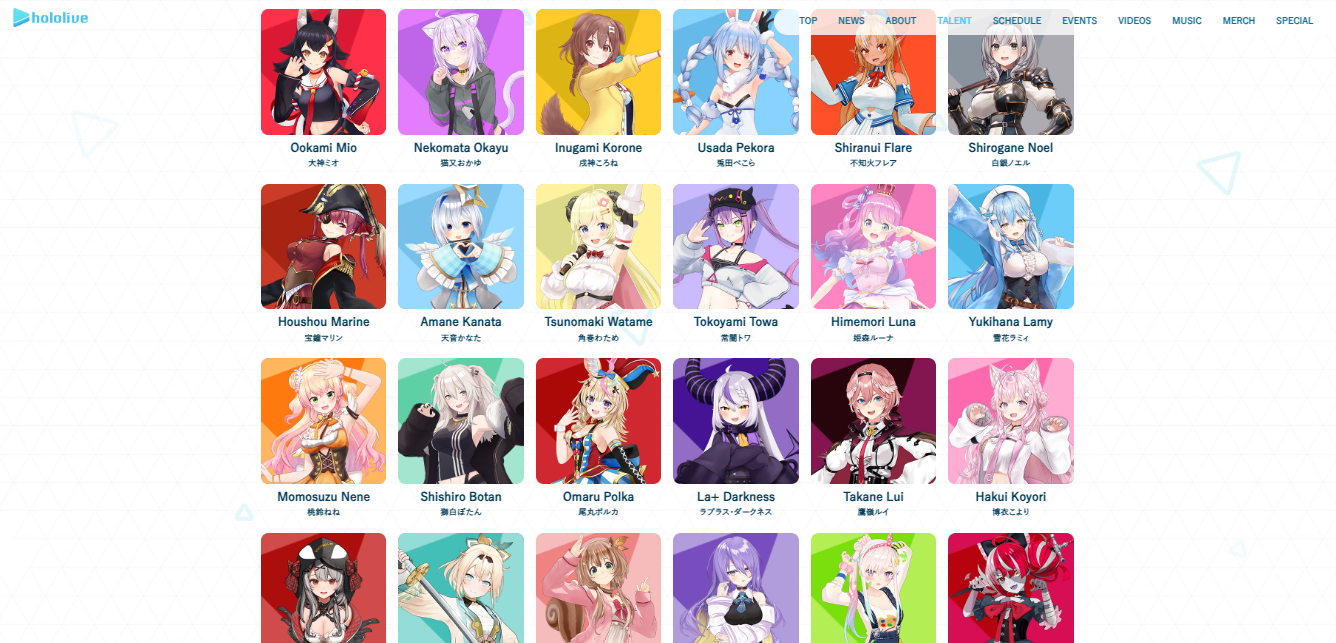 hololive
TOP NEWS ABOUT TALENT SCHEDULE EVENTS VIDEOS MUSIC MERCH SPECIAL
Ookami Mio Nekomata Okayu Inugami Korone Usada Pekora Shiranui Flare Shirogane Noel
大神ミオ 猫又おかゆ 戌神ころね 兎田ぺこら 不知火フレア 白銀ノエル
Houshou Marine Amane Kanata Tsunomaki Watame Tokoyami Towa Himemori Luna Yukihana Lamy
宝鐘マリン 天音かなた 角巻わため 常闇トワ 姫森ルーナ 雪花ラミィ
Momosuzu Nene Shishiro Botan Omaru Polka La+ Darkness Takane Lui Hakui Koyori
桃鈴ねね 獅白ぼたん 尾丸ポルカ ラプラス・ダークネス 鷹嶺ルイ 博衣こより